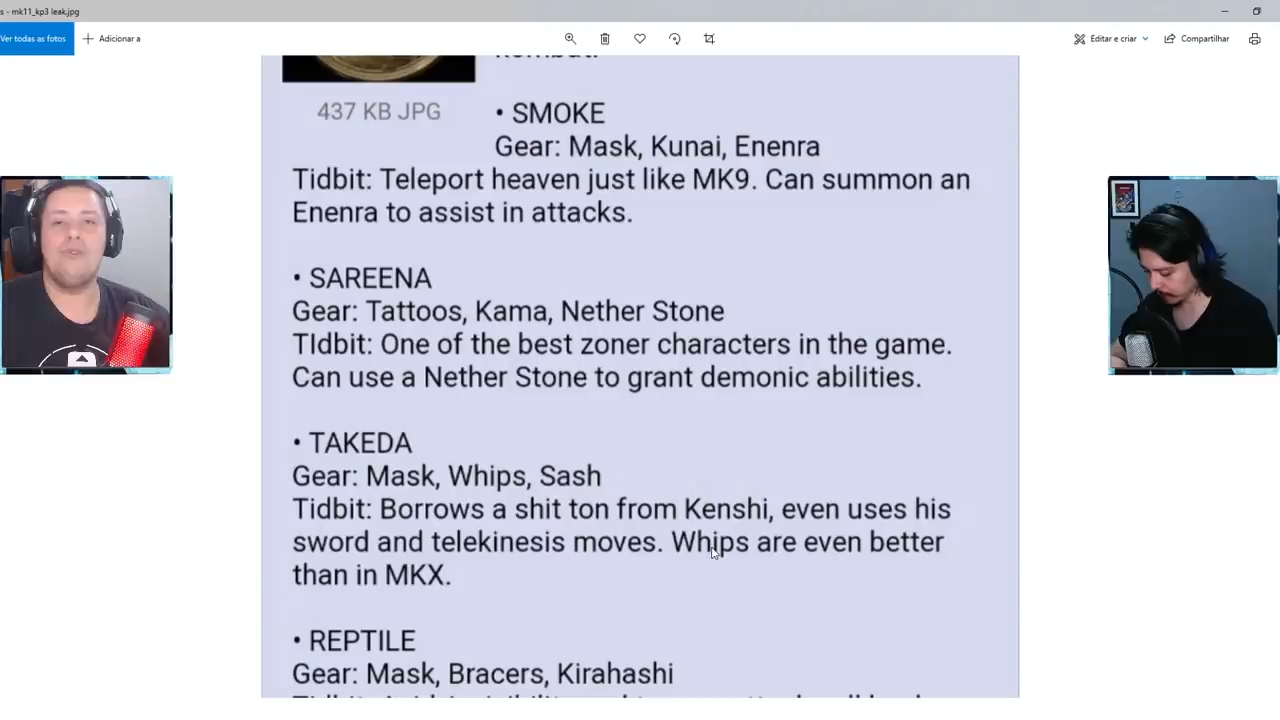 s - mk11_kp3 leak.jpg
Ver todas as fotos
Adicionar a
Editar e criar
Compartilhar
437 KB JPG
• SMOKE
Gear: Mask, Kunai, Enenra
Tidbit: Teleport heaven just like MK9. Can summon an
Enenra to assist in attacks.
• SAREENA
Gear: Tattoos, Kama, Nether Stone
TIdbit: One of the best zoner characters in the game.
Can use a Nether Stone to grant demonic abilities.
• TAKEDA
Gear: Mask, Whips, Sash
Tidbit: Borrows a shit ton from Kenshi, even uses his
sword and telekinesis moves. Whips are even better
than in MKX.
• REPTILE
Gear: Mask, Bracers, Kirahashi